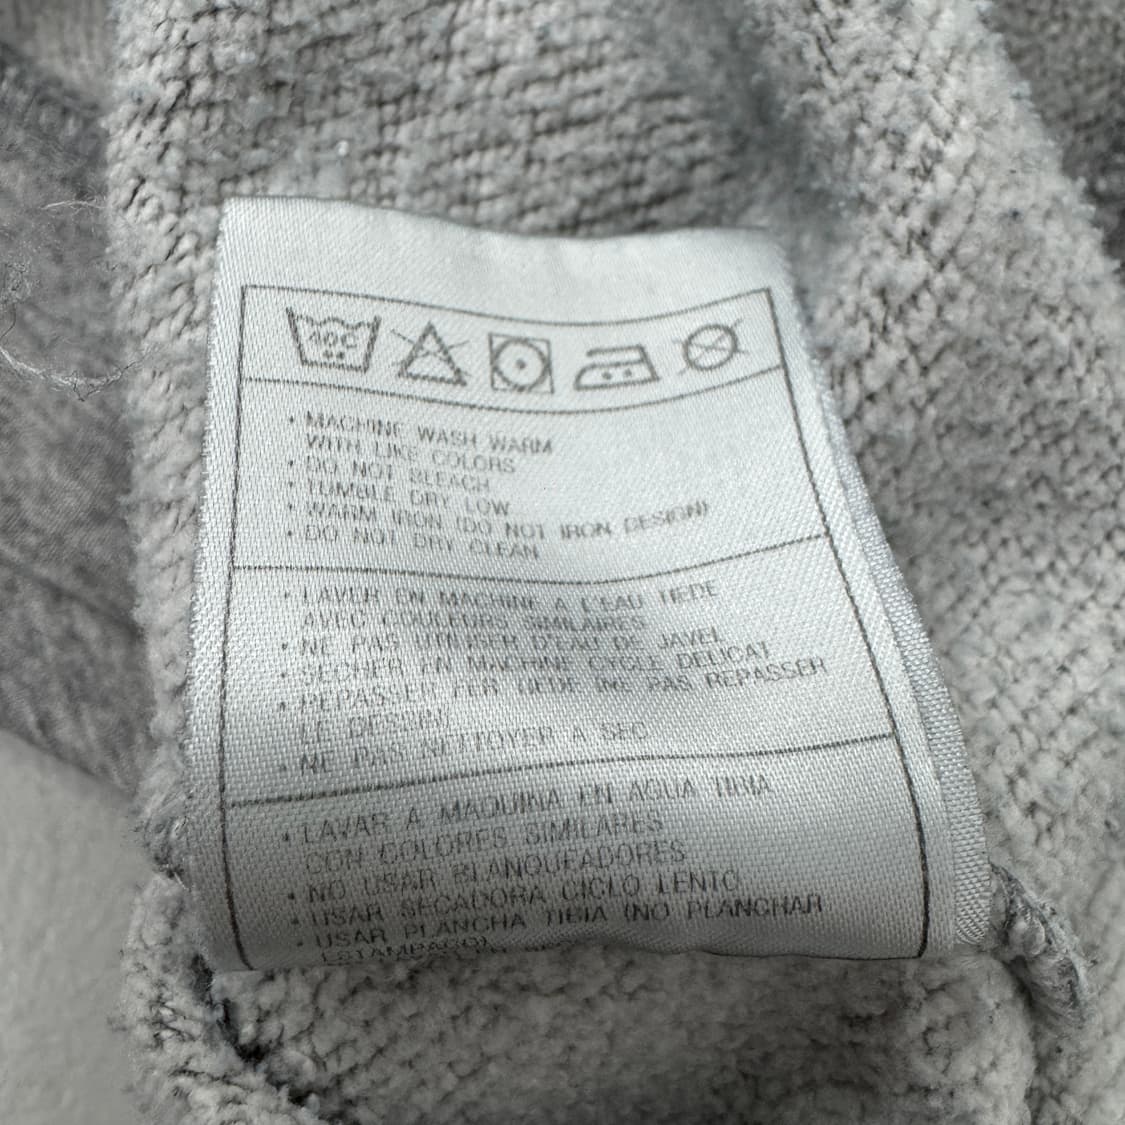 • MACHINE WASH WARM
WITH LIKE COLORS
• DO NOT BLEACH
• TUMBLE DRY LOW
• WARM IRON (DO NOT IRON DESIGN)
• DO NOT DRY CLEAN
• LAVER EN MACHINE A L'EAU TIEDE
AVEC COULEURS SIMILAIRES
• NE PAS UTILISER D'EAU DE JAVEL
• SECHER EN MACHINE CYCLE DELICAT
• REPASSER FER TIEDE (NE PAS REPASSER
LE DESSIN)
• NE PAS NETTOYER A SEC
• LAVAR A MAQUINA EN AGUA TIBIA
CON COLORES SIMILARES
• NO USAR BLANQUEADORES
• USAR SECADORA CICLO LENTO
• USAR PLANCHA TIBIA (NO PLANCHAR
ESTAMPADO)